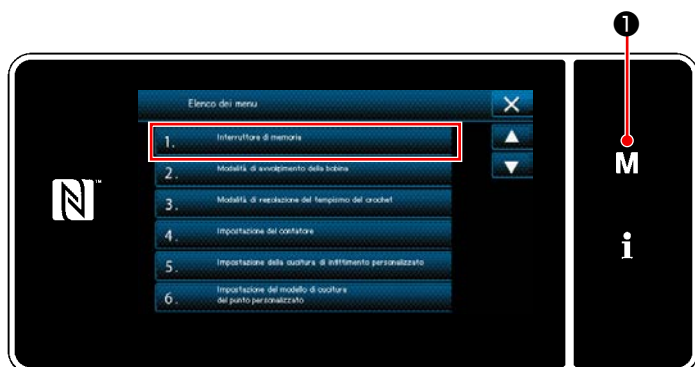 ❶
Elenco dei menu
1. Interruttore di memoria
2. Modalità di avvolgimento della bobina
3. Modalità di regolazione del tempismo del crochet
4. Impostazione del contatore
5. Impostazione della cucitura di infittimento personalizzato
6. Impostazione del modello di cucitura
del punto personalizzato
M
i